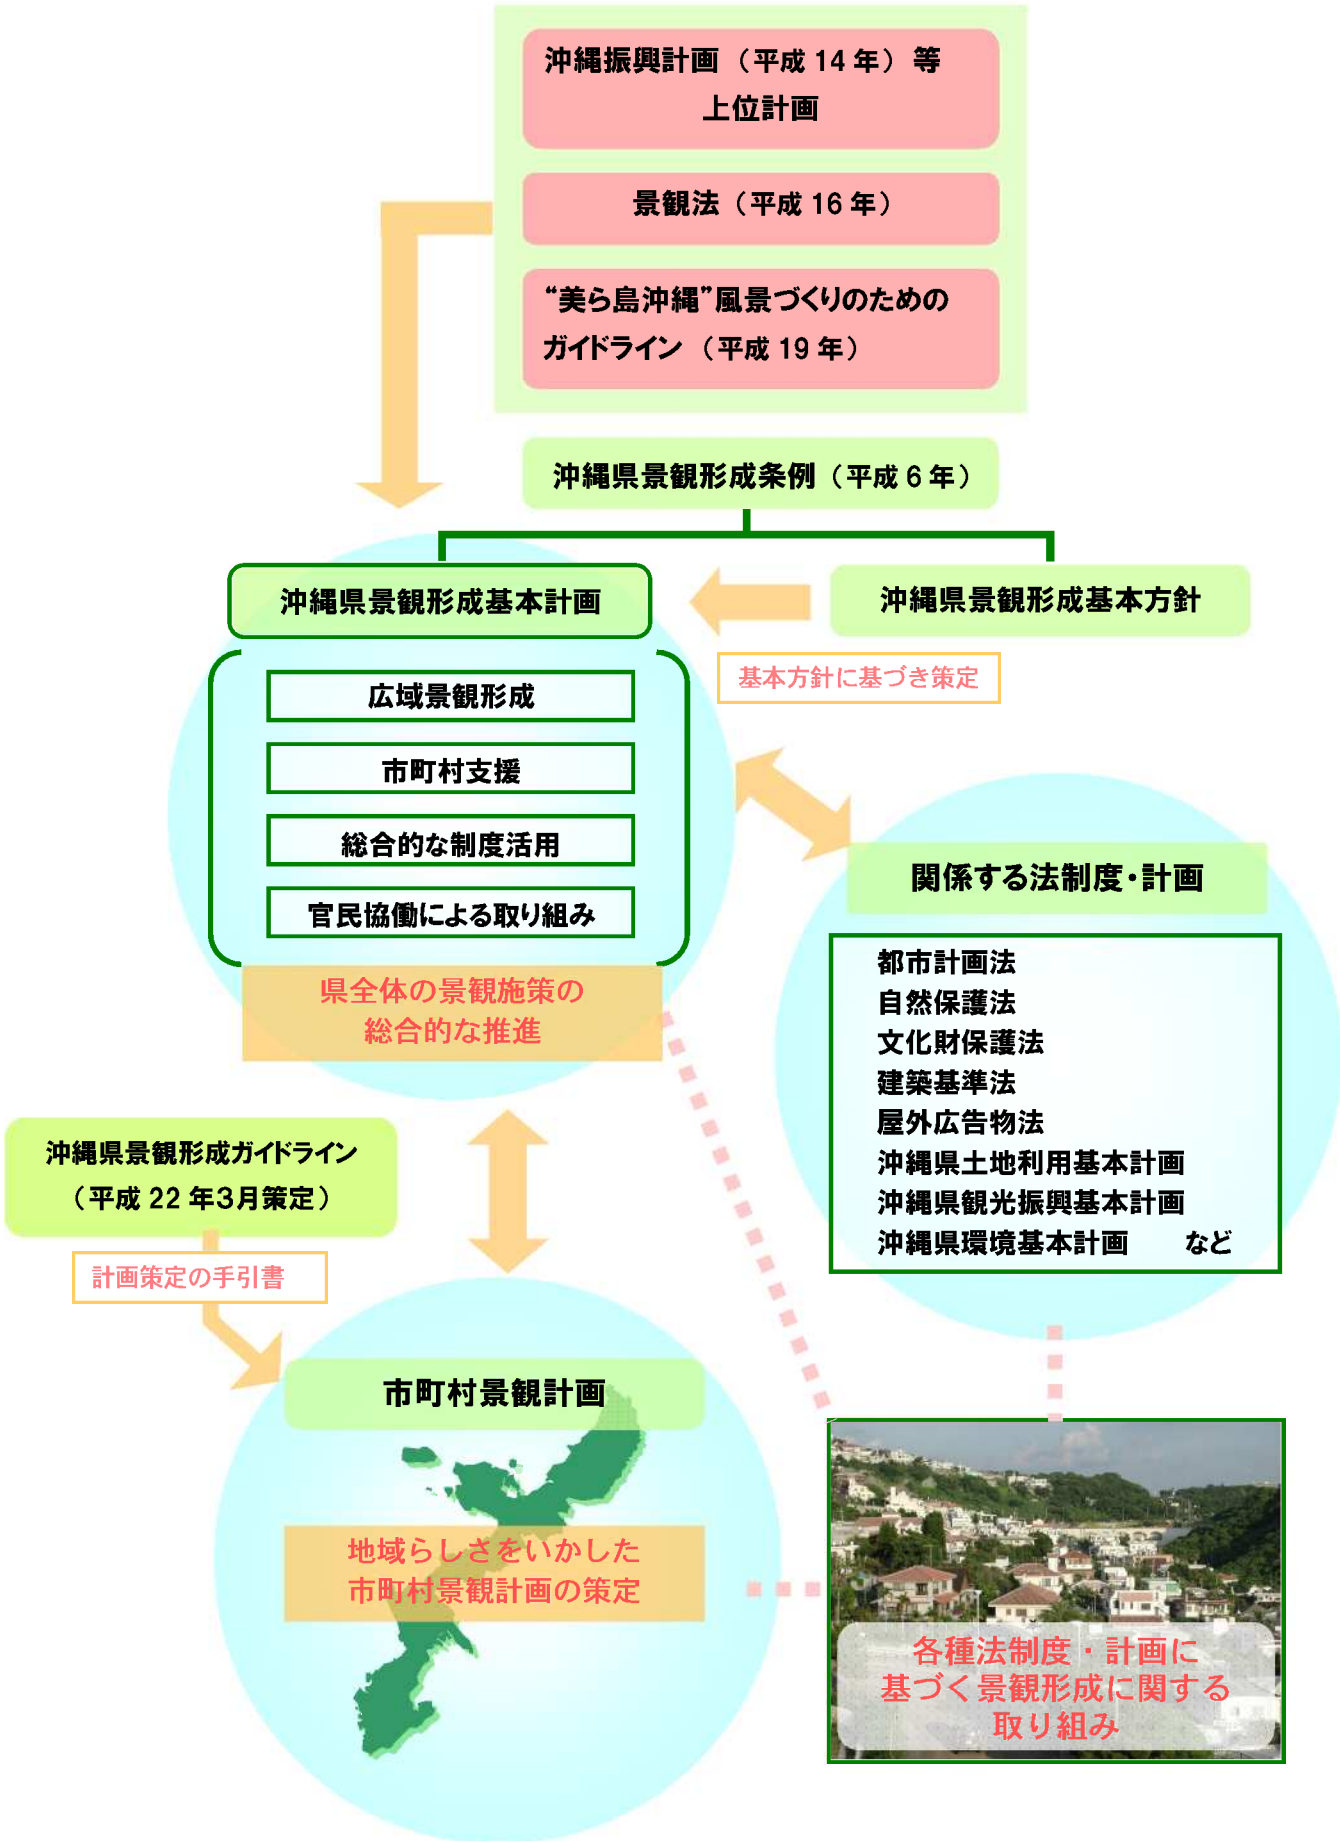 沖縄振興計画（平成 14 年）等
上位計画
景観法（平成 16 年）
“美ら島沖縄”風景づくりのための
ガイドライン（平成 19 年）
沖縄県景観形成条例（平成 6 年）
沖縄県景観形成基本計画
沖縄県景観形成基本方針
基本方針に基づき策定
広域景観形成
市町村支援
総合的な制度活用
官民協働による取り組み
県全体の景観施策の
総合的な推進
関係する法制度・計画
都市計画法
自然保護法
文化財保護法
建築基準法
屋外広告物法
沖縄県土地利用基本計画
沖縄県観光振興基本計画
沖縄県環境基本計画　　など
沖縄県景観形成ガイドライン
（平成 22 年３月策定）
計画策定の手引書
市町村景観計画
地域らしさをいかした
市町村景観計画の策定
各種法制度・計画に
基づく景観形成に関する
取り組み